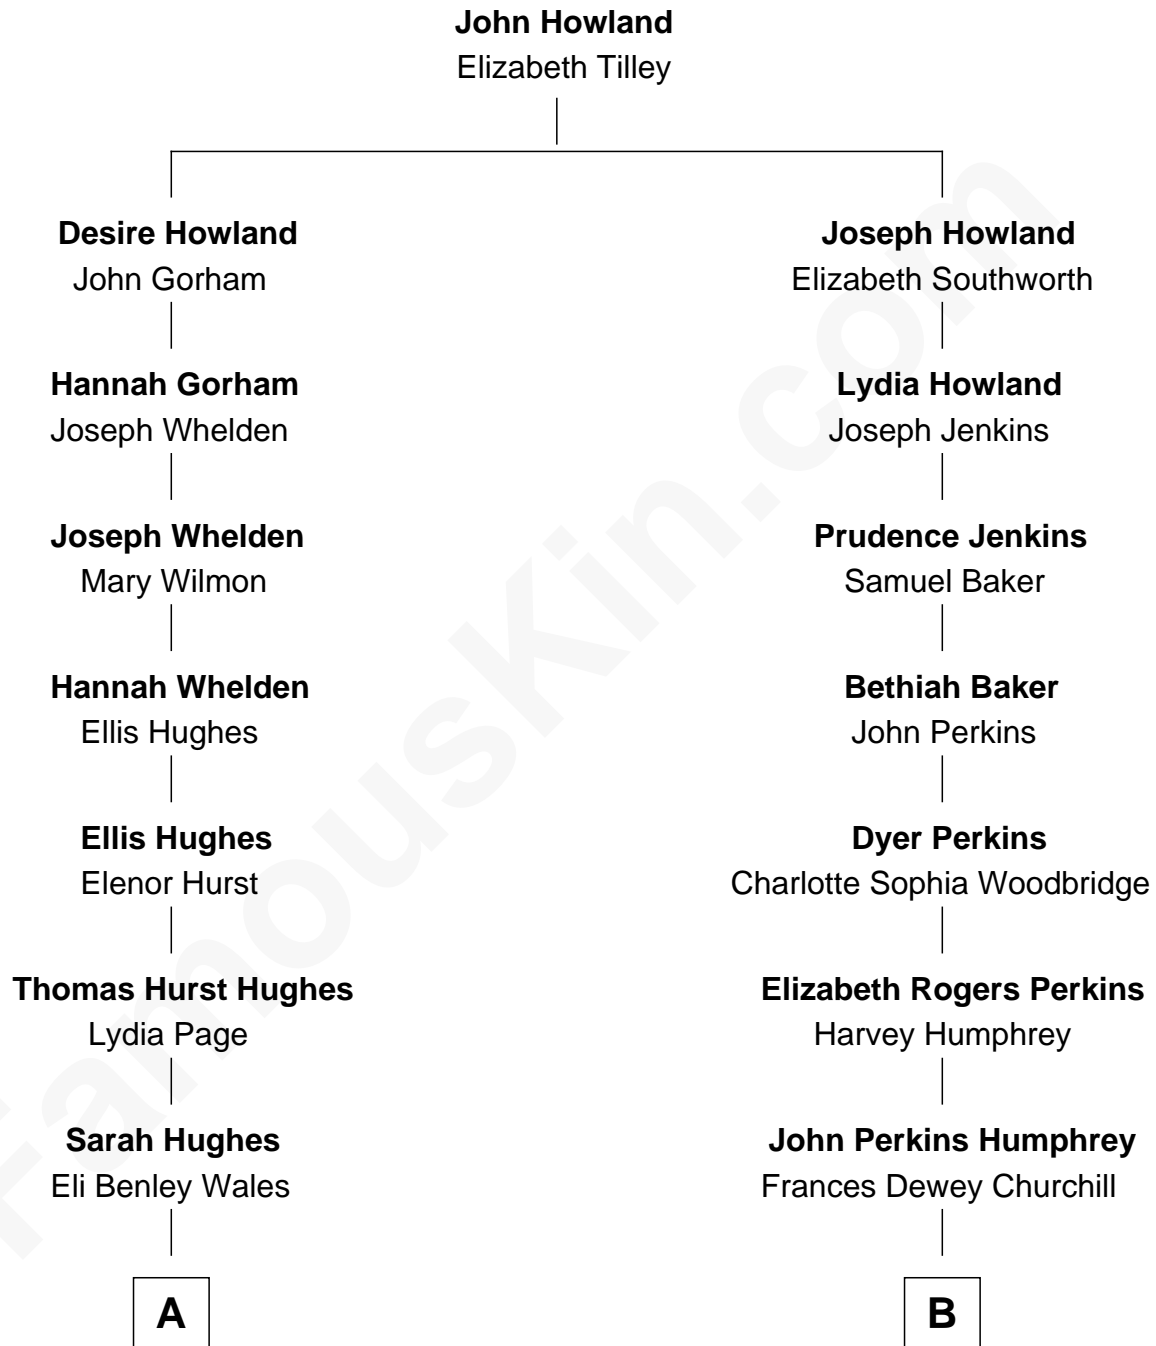 John Howland
Elizabeth Tilley
Desire Howland
John Gorham
Joseph Howland
Elizabeth Southworth
Hannah Gorham
Joseph Whelden
Lydia Howland
Joseph Jenkins
Joseph Whelden
Mary Wilmon
Prudence Jenkins
Samuel Baker
Hannah Whelden
Ellis Hughes
Bethiah Baker
John Perkins
Ellis Hughes
Elenor Hurst
Dyer Perkins
Charlotte Sophia Woodbridge
Thomas Hurst Hughes
Lydia Page
Elizabeth Rogers Perkins
Harvey Humphrey
Sarah Hughes
Eli Benley Wales
John Perkins Humphrey
Frances Dewey Churchill
A
B
FamousKin.com